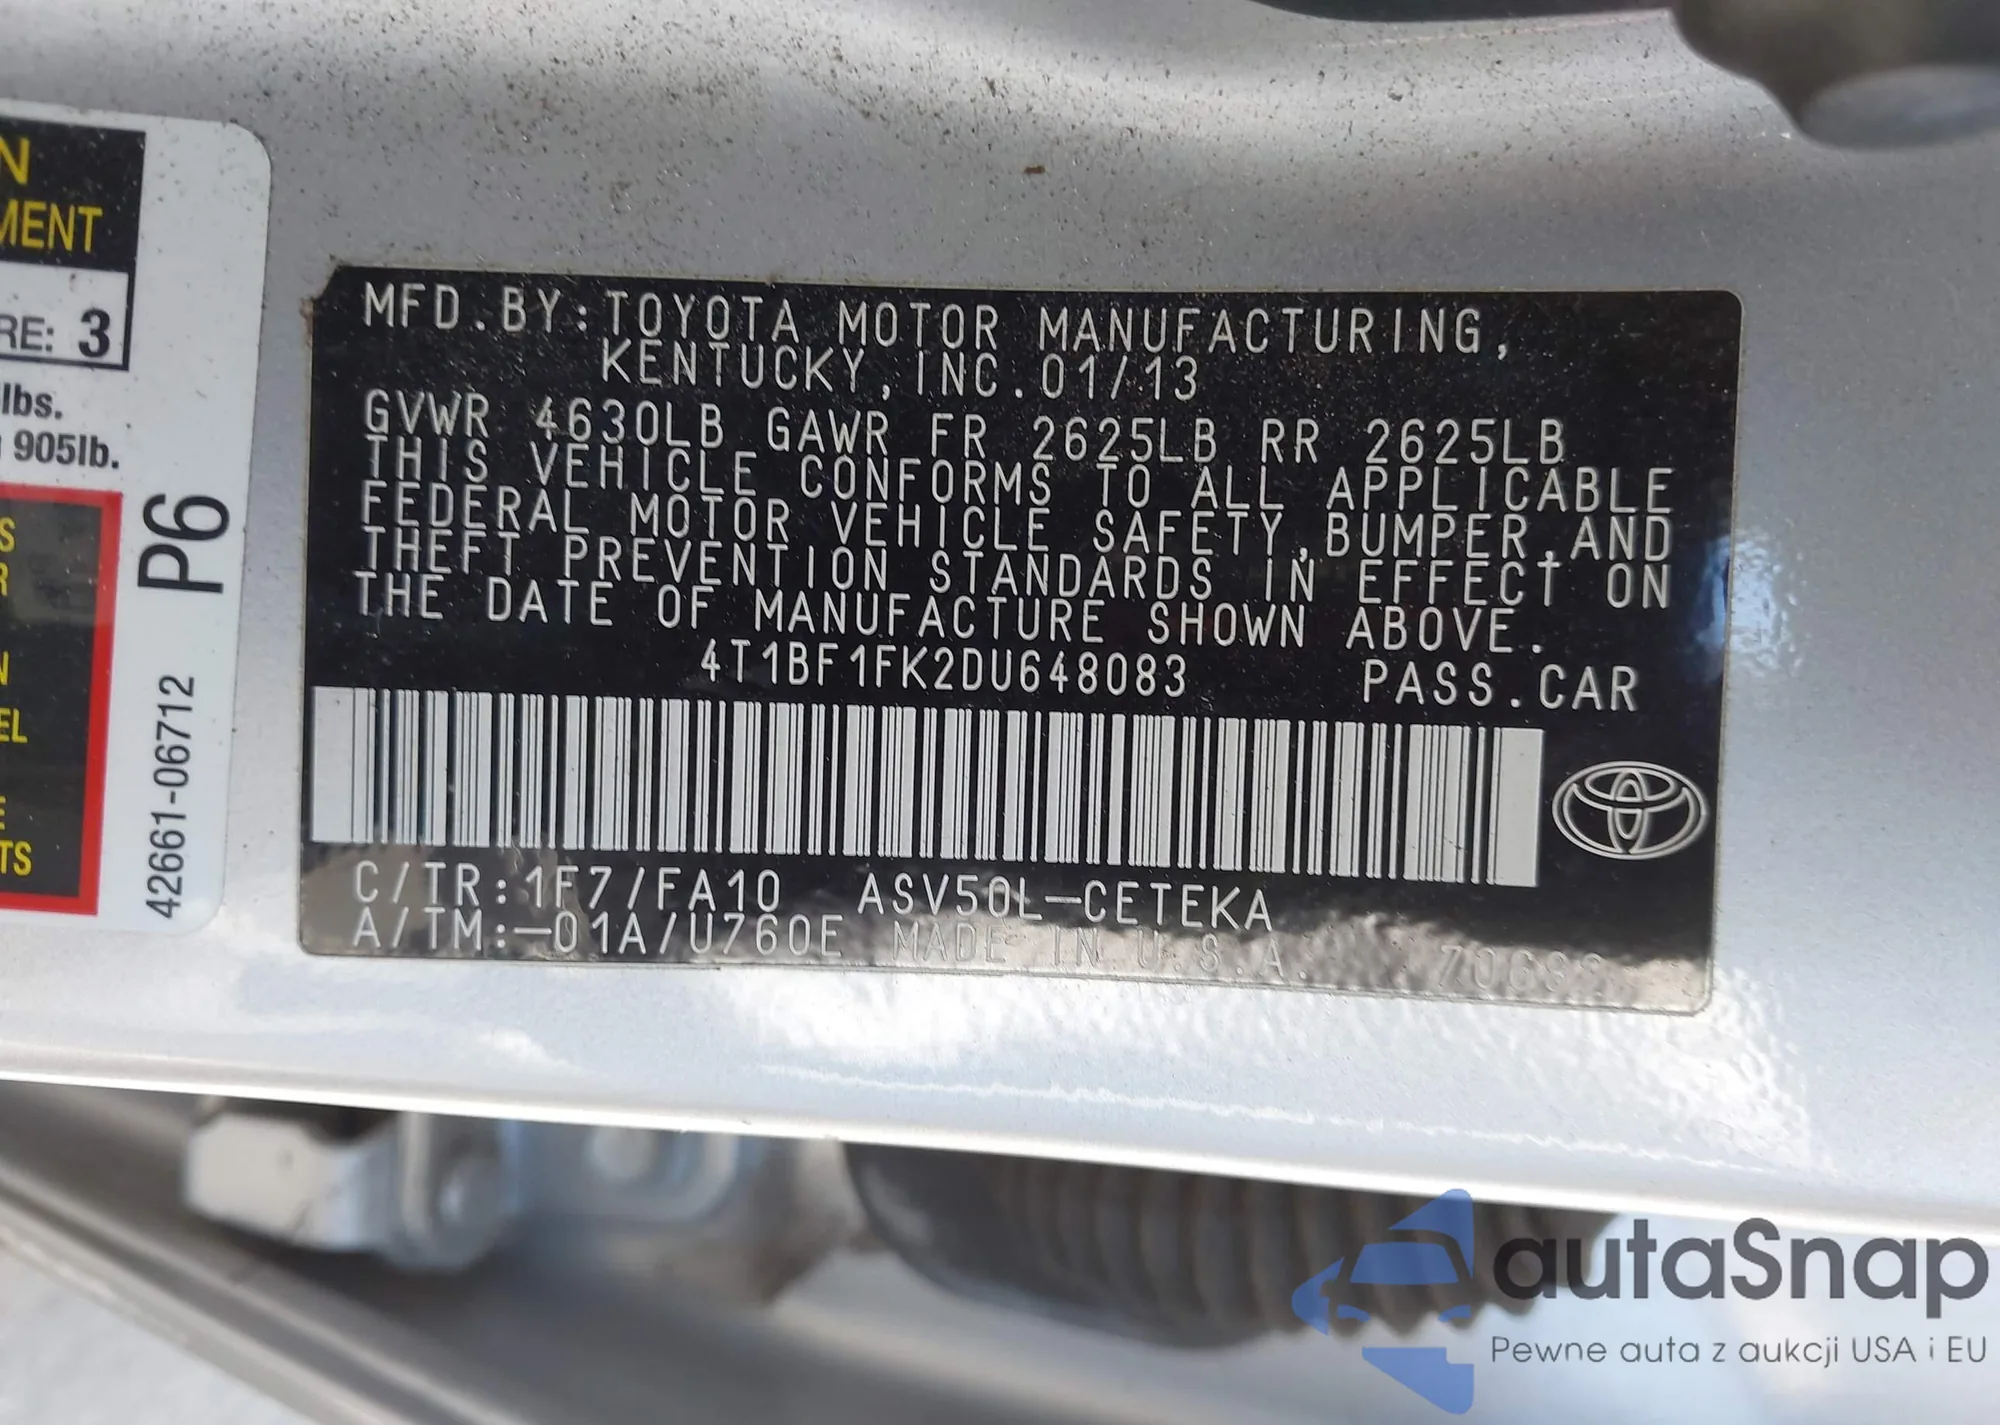 N
MENT
RE: 3
lbs.
905lb.
S
R
N
EL
E
TS
P6
42661-06712
MFD.BY:TOYOTA MOTOR MANUFACTURING,
KENTUCKY,INC.01/13
GVWR 4630LB GAWR FR 2625LB RR 2625LB
THIS VEHICLE CONFORMS TO ALL APPLICABLE
FEDERAL MOTOR VEHICLE SAFETY,BUMPER,AND
THEFT PREVENTION STANDARDS IN EFFECT ON
THE DATE OF MANUFACTURE SHOWN ABOVE.
4T1BF1FK2DU648083 PASS.CAR
C/TR:1F7/FA10 ASV50L-CETEKA
A/TM:-01A/U760E MADE IN U.S.A.
autaSnap
Pewne auta z aukcji USA i EU